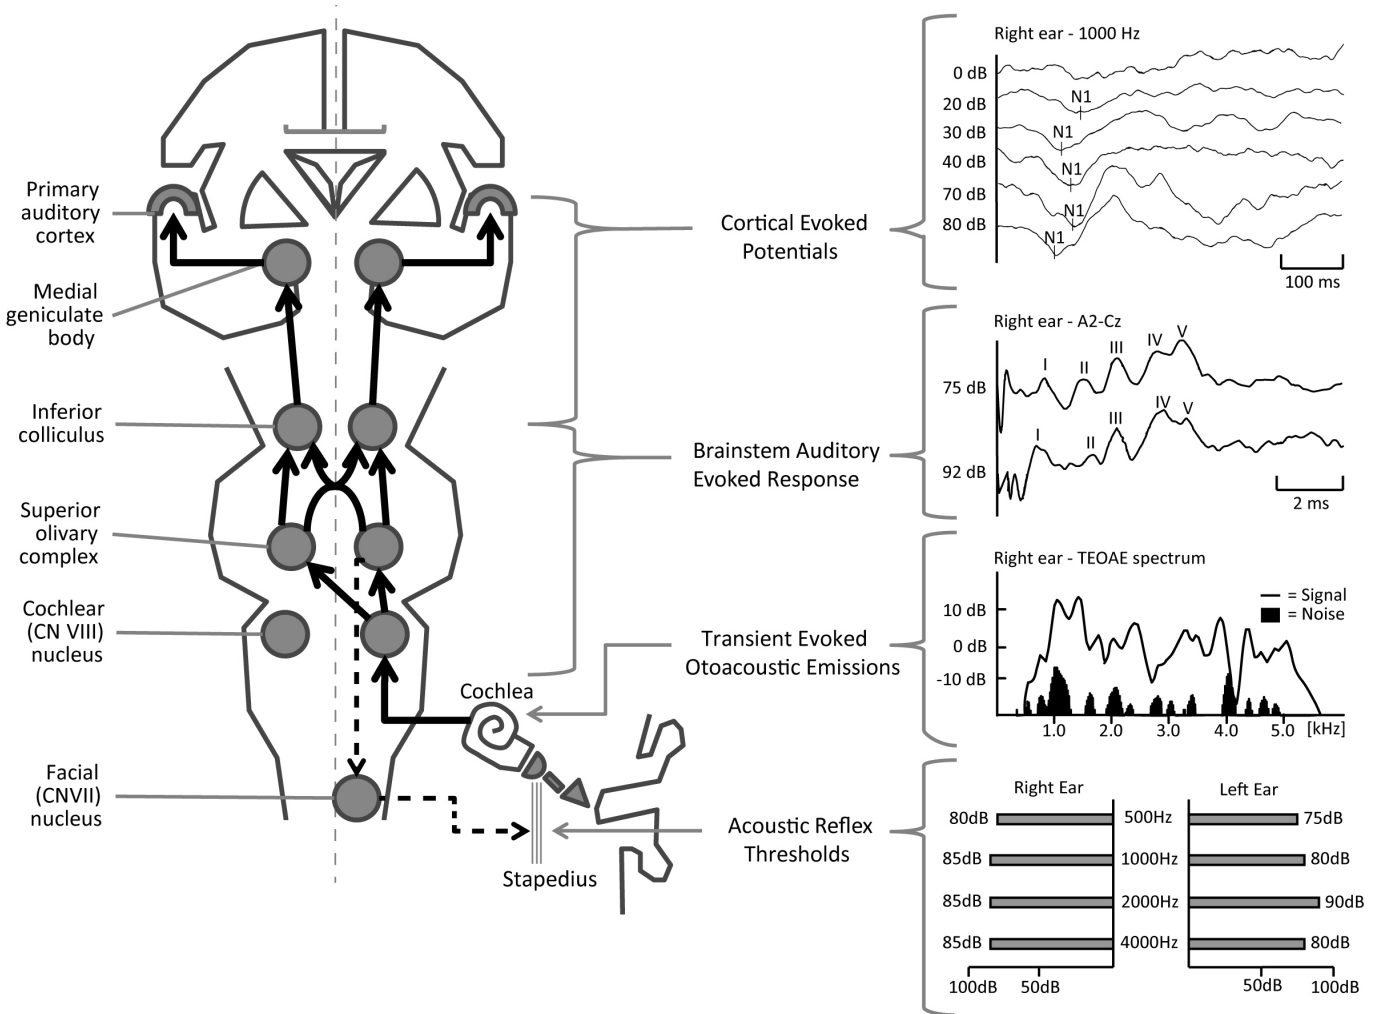 Primary
auditory
cortex
Medial
geniculate
body
Inferior
colliculus
Superior
olivary
complex
Cochlear
(CN VIII)
nucleus
Facial
(CNVII)
nucleus
Cochlea
Stapedius
Cortical Evoked
Potentials
Brainstem Auditory
Evoked Response
Transient Evoked
Otoacoustic Emissions
Acoustic Reflex
Thresholds
Right ear - 1000 Hz
0 dB
20 dB
N1
30 dB
N1
40 dB
N1
70 dB
N1
80 dB
N1
100 ms
Right ear - A2-Cz
75 dB
I II III IV V
92 dB
I II III IV V
2 ms
Right ear - TEOAE spectrum
= Signal
= Noise
10 dB
0 dB
-10 dB
1.0 2.0 3.0 4.0 5.0 [kHz]
Right Ear Left Ear
80dB 500Hz 75dB
85dB 1000Hz 80dB
85dB 2000Hz 90dB
85dB 4000Hz 80dB
100dB 50dB 50dB 100dB